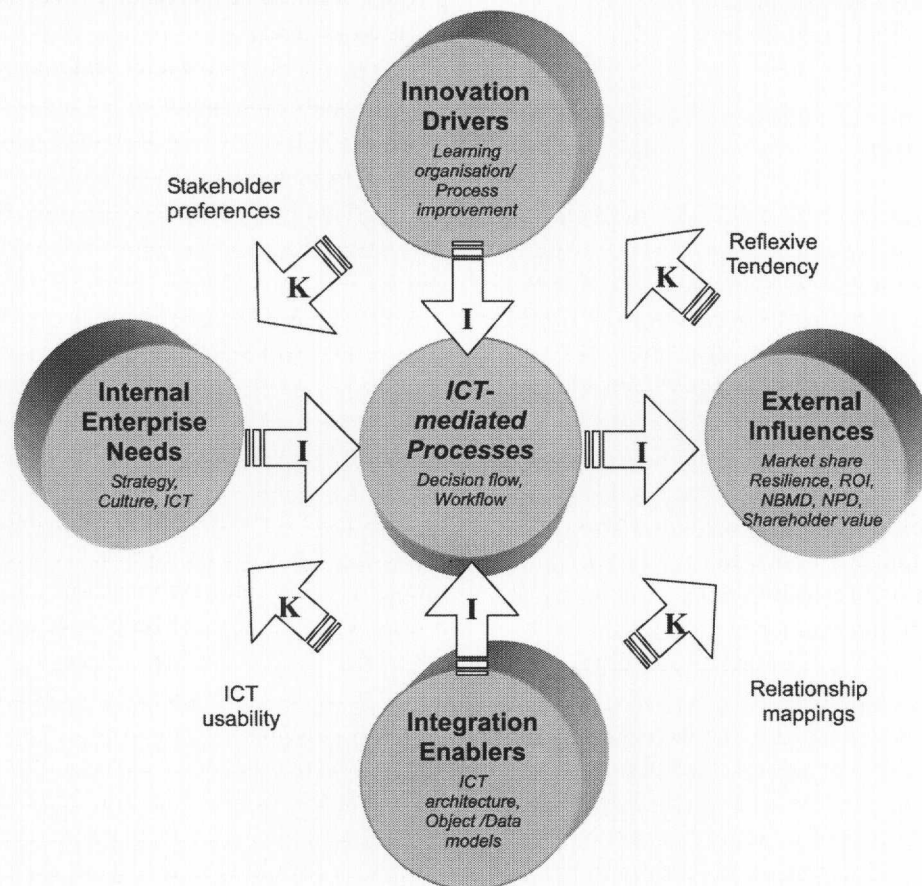 Innovation
Drivers
Learning
organisation/
Process
improvement
Stakeholder
preferences
Reflexive
Tendency
K
K
I
Internal
Enterprise
Needs
Strategy,
Culture, ICT
I
ICT-
mediated
Processes
Decision flow,
Workflow
I
External
Influences
Market share
Resilience, ROI,
NBMD, NPD,
Shareholder value
K
I
K
ICT
usability
Relationship
mappings
Integration
Enablers
ICT
architecture,
Object /Data
models